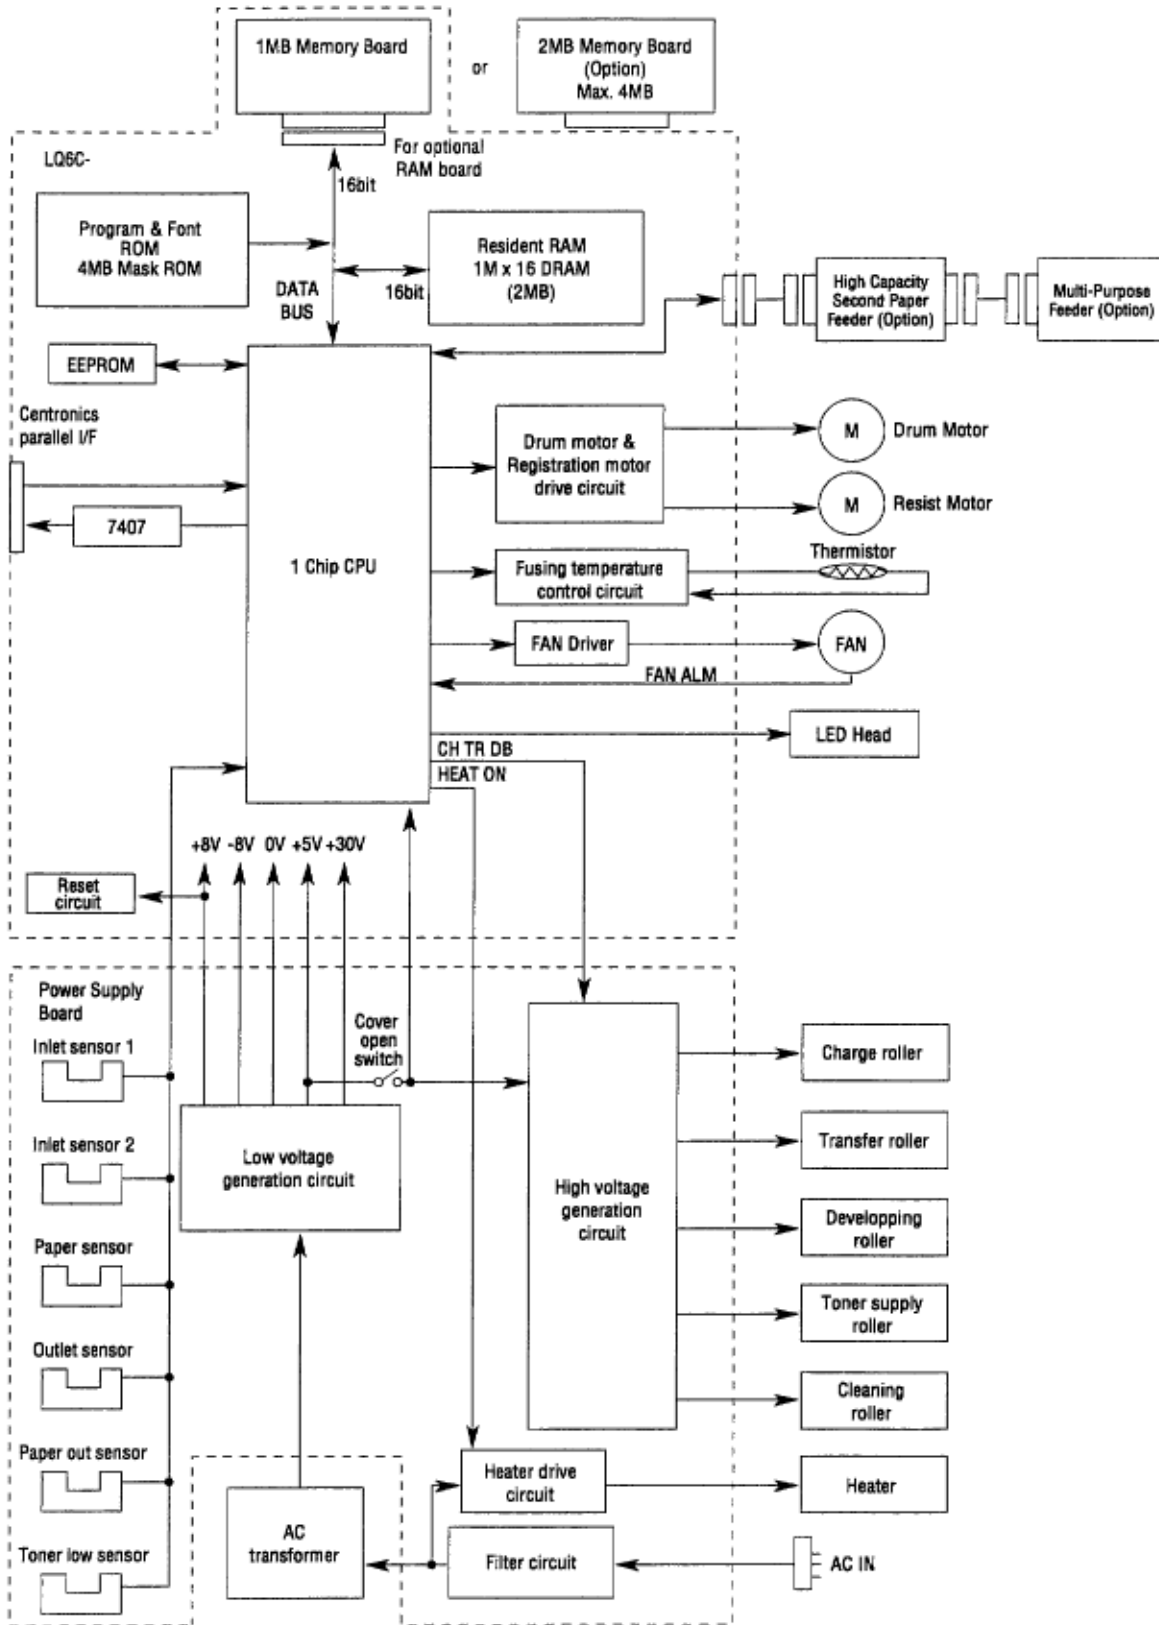 1MB Memory Board
or
2MB Memory Board
(Option)
Max. 4MB
LQ6C-
For optional
RAM board
16bit
Program & Font
ROM
4MB Mask ROM
Resident RAM
1M x 16 DRAM
(2MB)
16bit
DATA
BUS
High Capacity
Second Paper
Feeder (Option)
Multi-Purpose
Feeder (Option)
EEPROM
Centronics
parallel I/F
7407
1 Chip CPU
Drum motor &
Registration motor
drive circuit
M
Drum Motor
M
Resist Motor
Thermistor
Fusing temperature
control circuit
FAN Driver
FAN
FAN ALM
LED Head
CH TR DB
HEAT ON
+8V -8V 0V +5V +30V
Reset
circuit
Power Supply
Board
Cover
open
switch
Inlet sensor 1
Inlet sensor 2
Paper sensor
Outlet sensor
Paper out sensor
Toner low sensor
Low voltage
generation circuit
High voltage
generation
circuit
Charge roller
Transfer roller
Developping
roller
Toner supply
roller
Cleaning
roller
Heater drive
circuit
Heater
AC
transformer
Filter circuit
AC IN